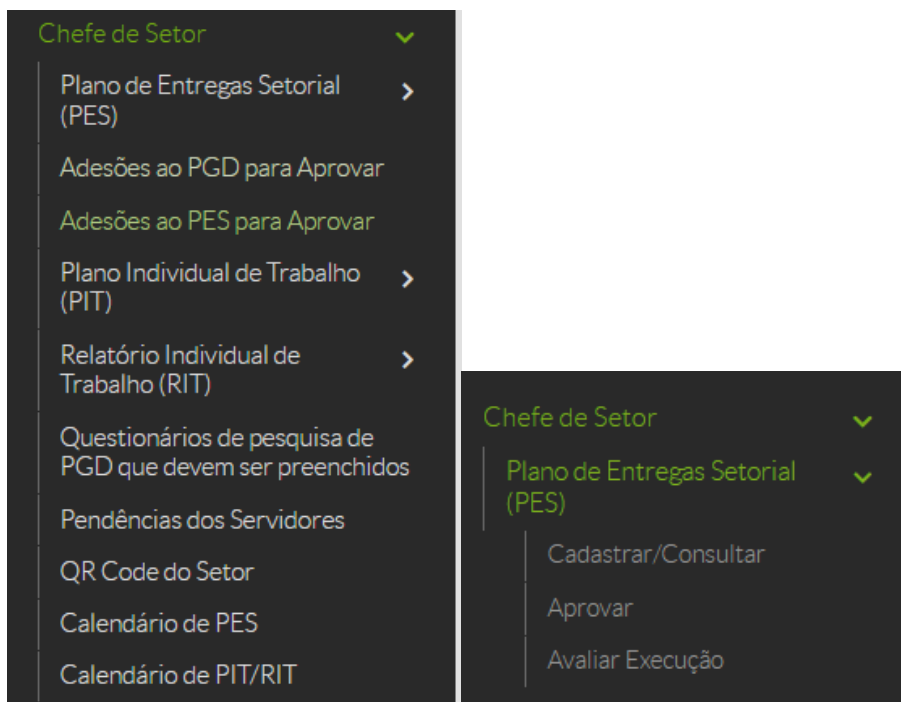 Chefe de Setor
Plano de Entregas Setorial
(PES)
Adesões ao PGD para Aprovar
Adesões ao PES para Aprovar
Plano Individual de Trabalho
(PIT)
Relatório Individual de
Trabalho (RIT)
Questionários de pesquisa de
PGD que devem ser preenchidos
Pendências dos Servidores
QR Code do Setor
Calendário de PES
Calendário de PIT/RIT
Chefe de Setor
Plano de Entregas Setorial
(PES)
Cadastrar/Consultar
Aprovar
Avaliar Execução